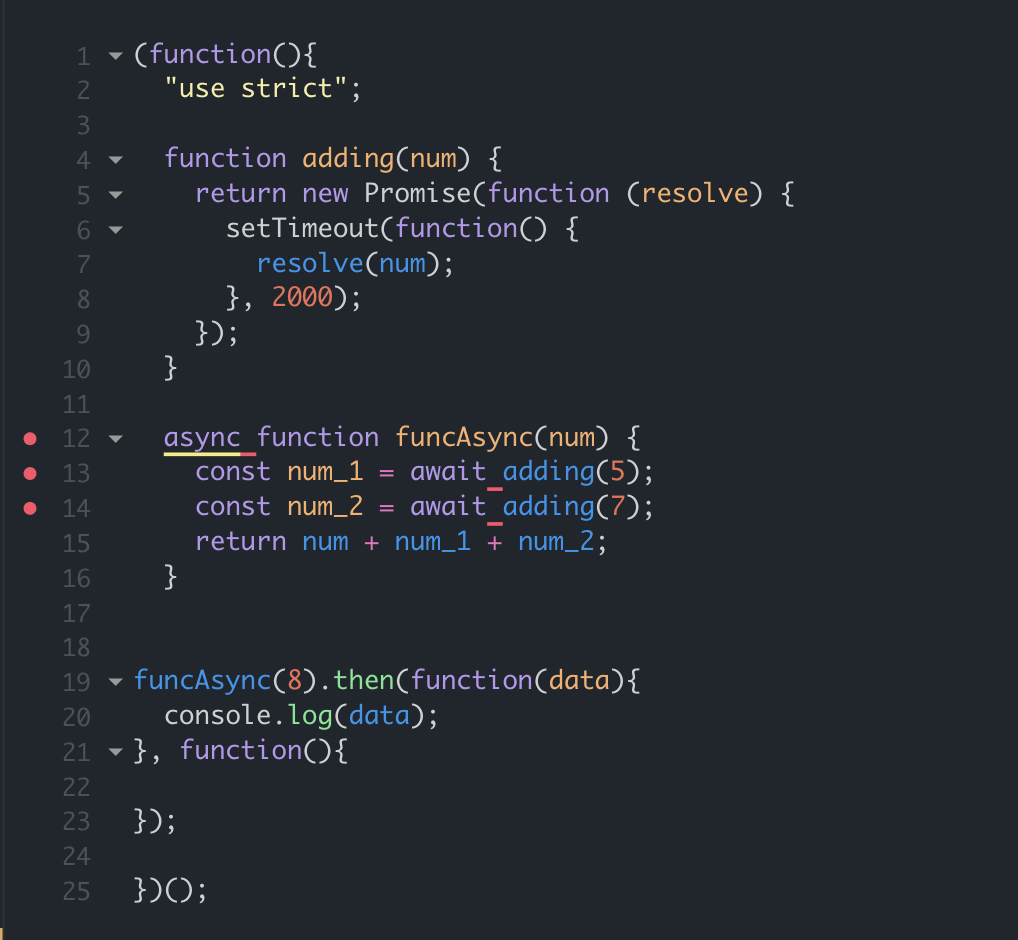 1 (function(){
2   "use strict";
3
4   function adding(num) {
5     return new Promise(function (resolve) {
6       setTimeout(function() {
7         resolve(num);
8       }, 2000);
9     });
10   }
11
12   async function funcAsync(num) {
13     const num_1 = await adding(5);
14     const num_2 = await adding(7);
15     return num + num_1 + num_2;
16   }
17
18
19 funcAsync(8).then(function(data){
20   console.log(data);
21 }, function(){
22
23 });
24
25 })();